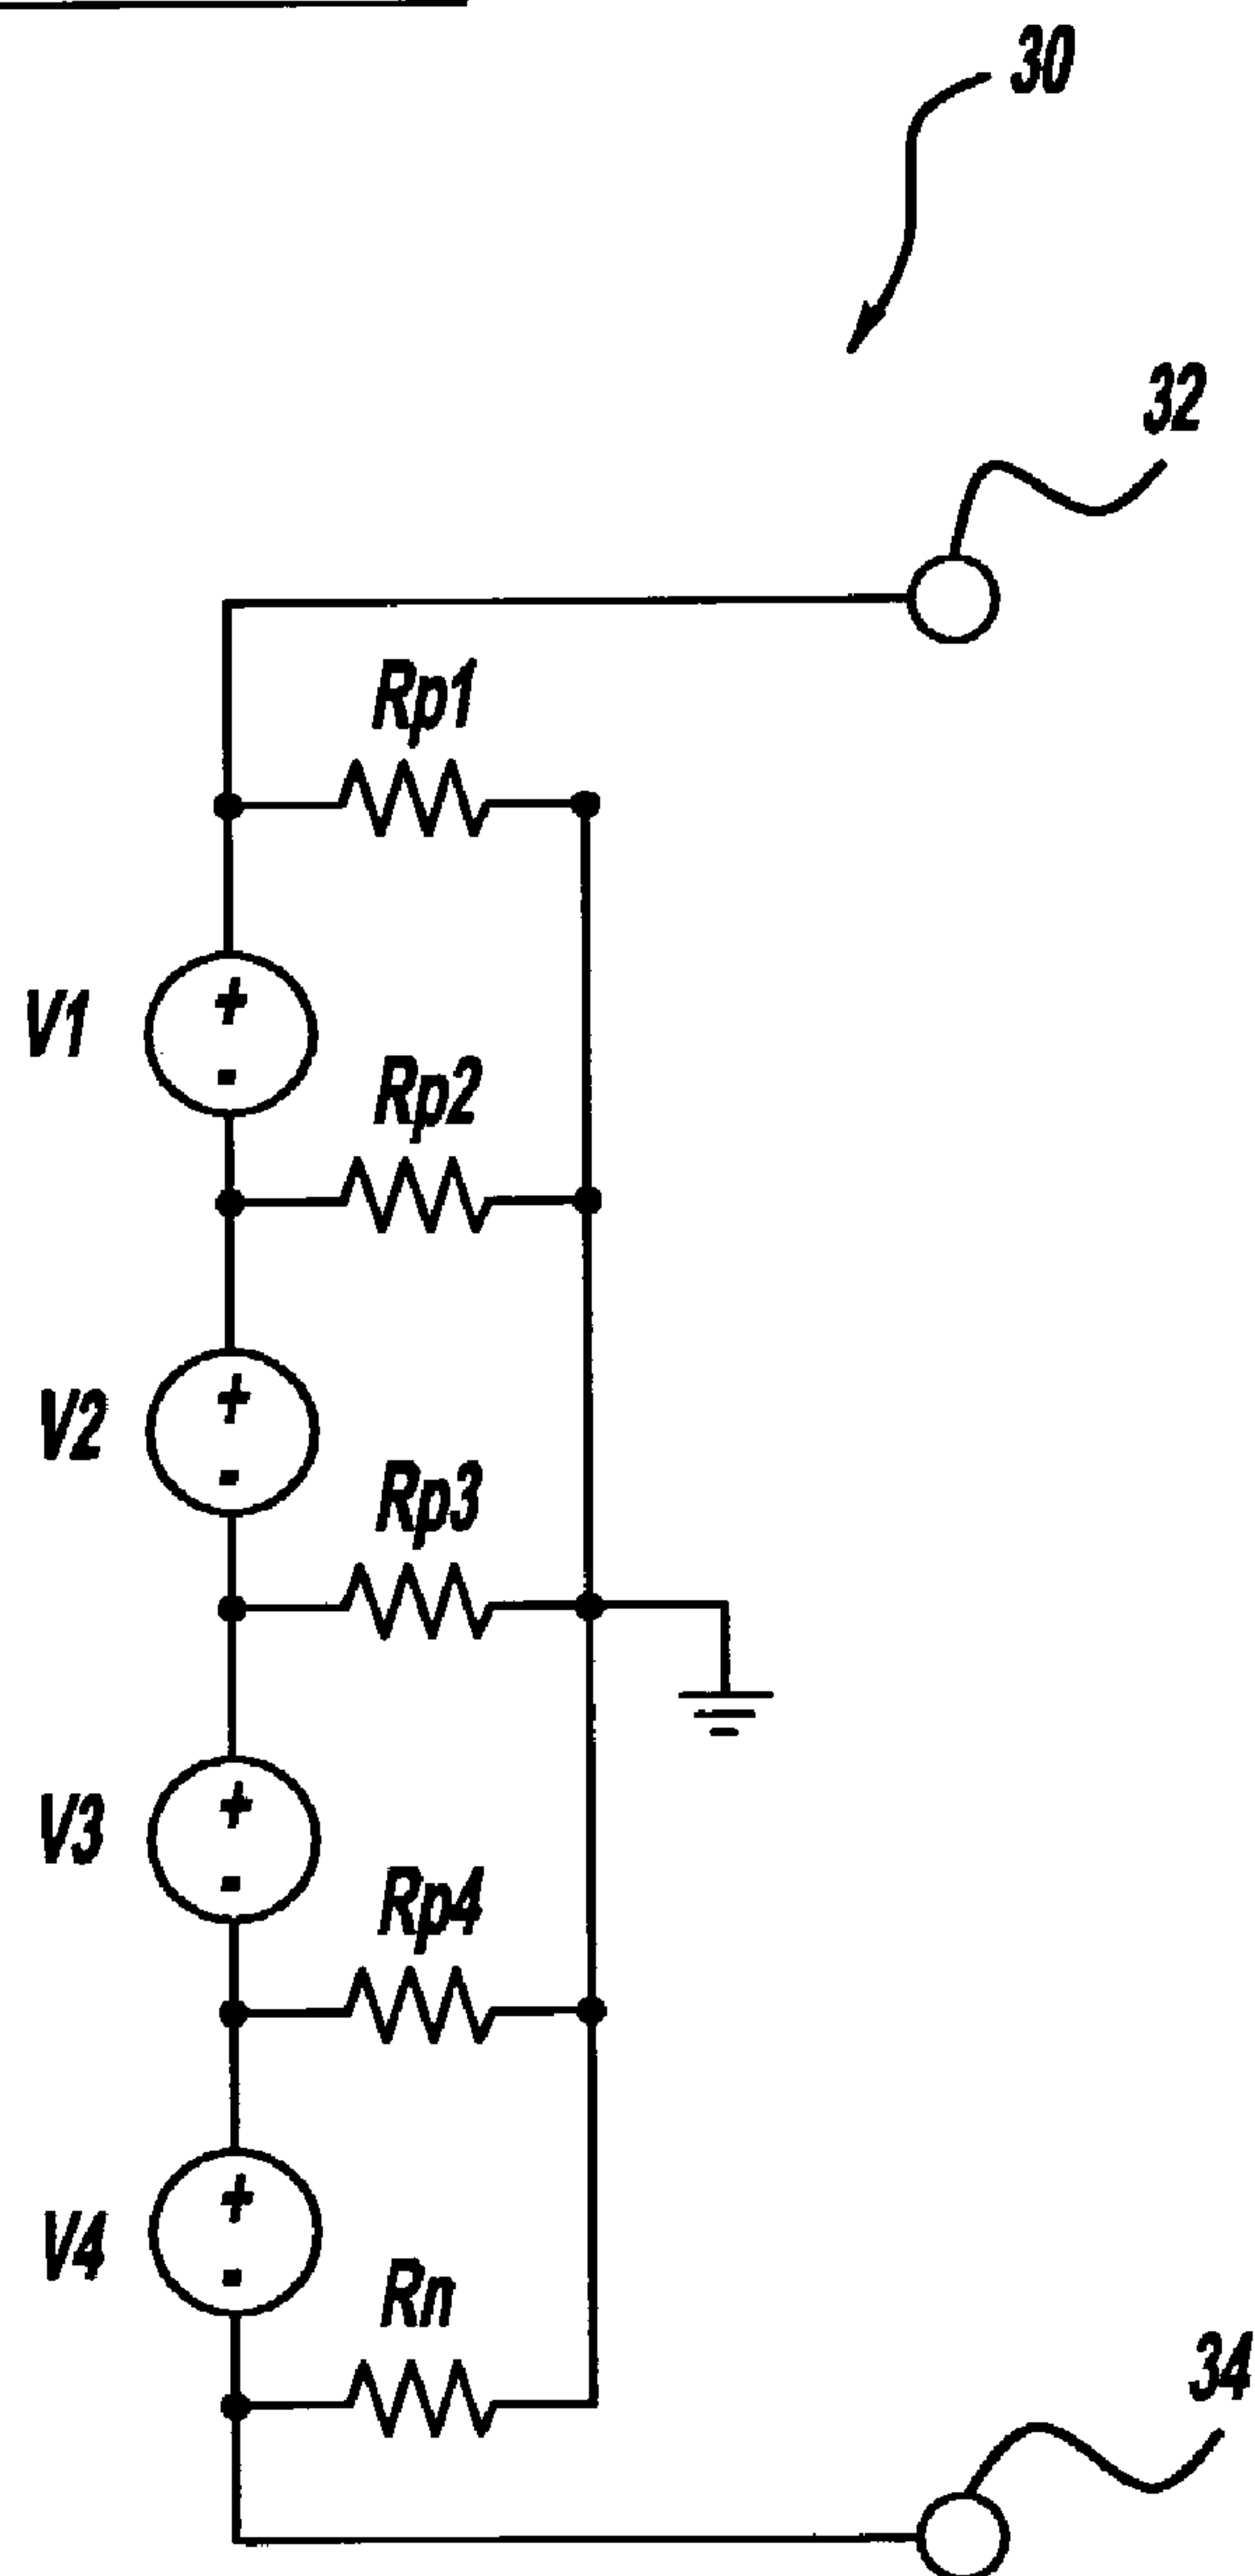 30
32
Rp1
V1
+
-
Rp2
V2
+
-
Rp3
V3
+
-
Rp4
V4
+
-
Rn
34